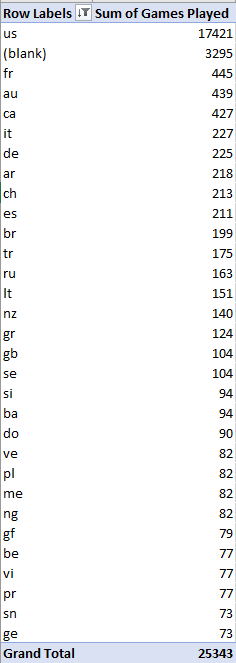 Row Labels Sum of Games Played
us 17421
(blank) 3295
fr 445
au 439
ca 427
it 227
de 225
ar 218
ch 213
es 211
br 199
tr 175
ru 163
lt 151
nz 140
gr 124
gb 104
se 104
si 94
ba 94
do 90
ve 82
pl 82
me 82
ng 82
gf 79
be 77
vi 77
pr 77
sn 73
ge 73
Grand Total 25343